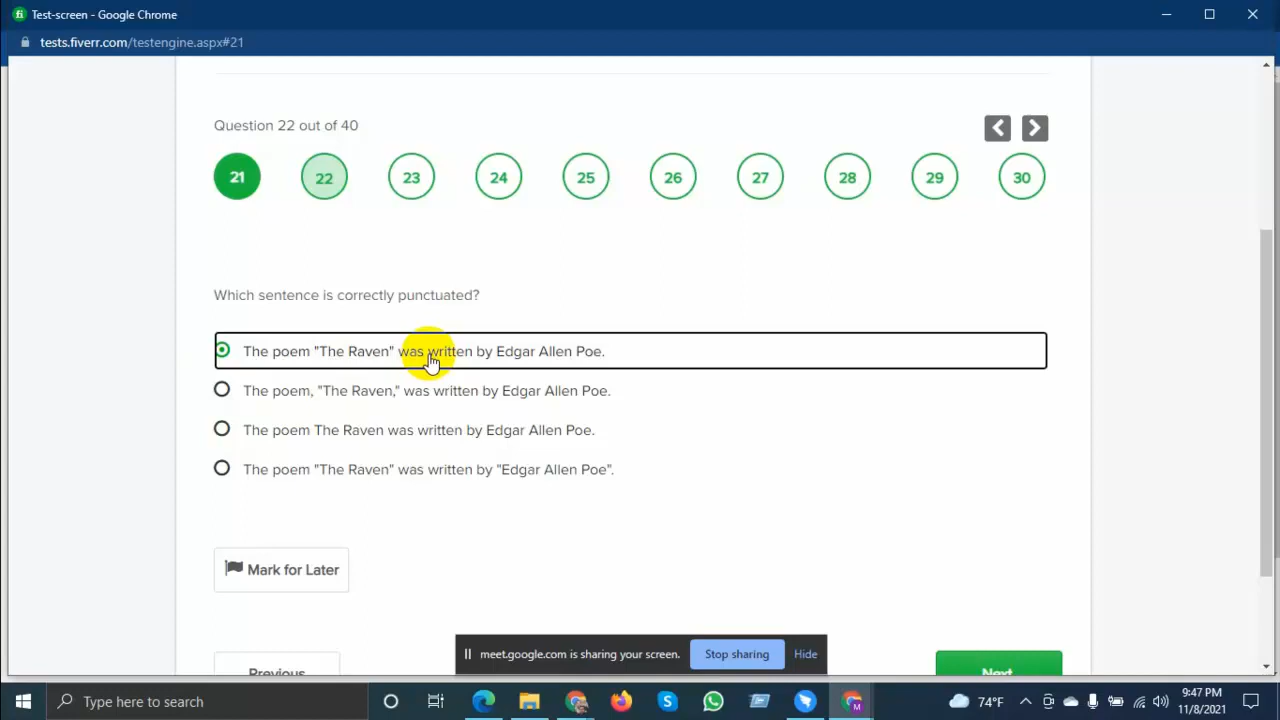 fi Test-screen - Google Chrome
tests.fiverr.com/testengine.aspx#21
Question 22 out of 40
21 22 23 24 25 26 27 28 29 30
Which sentence is correctly punctuated?
The poem "The Raven" was written by Edgar Allen Poe.
The poem, "The Raven," was written by Edgar Allen Poe.
The poem The Raven was written by Edgar Allen Poe.
The poem "The Raven" was written by "Edgar Allen Poe".
Mark for Later
meet.google.com is sharing your screen. Stop sharing Hide
Previous Next
Type here to search
M
74°F
9:47 PM
11/8/2021